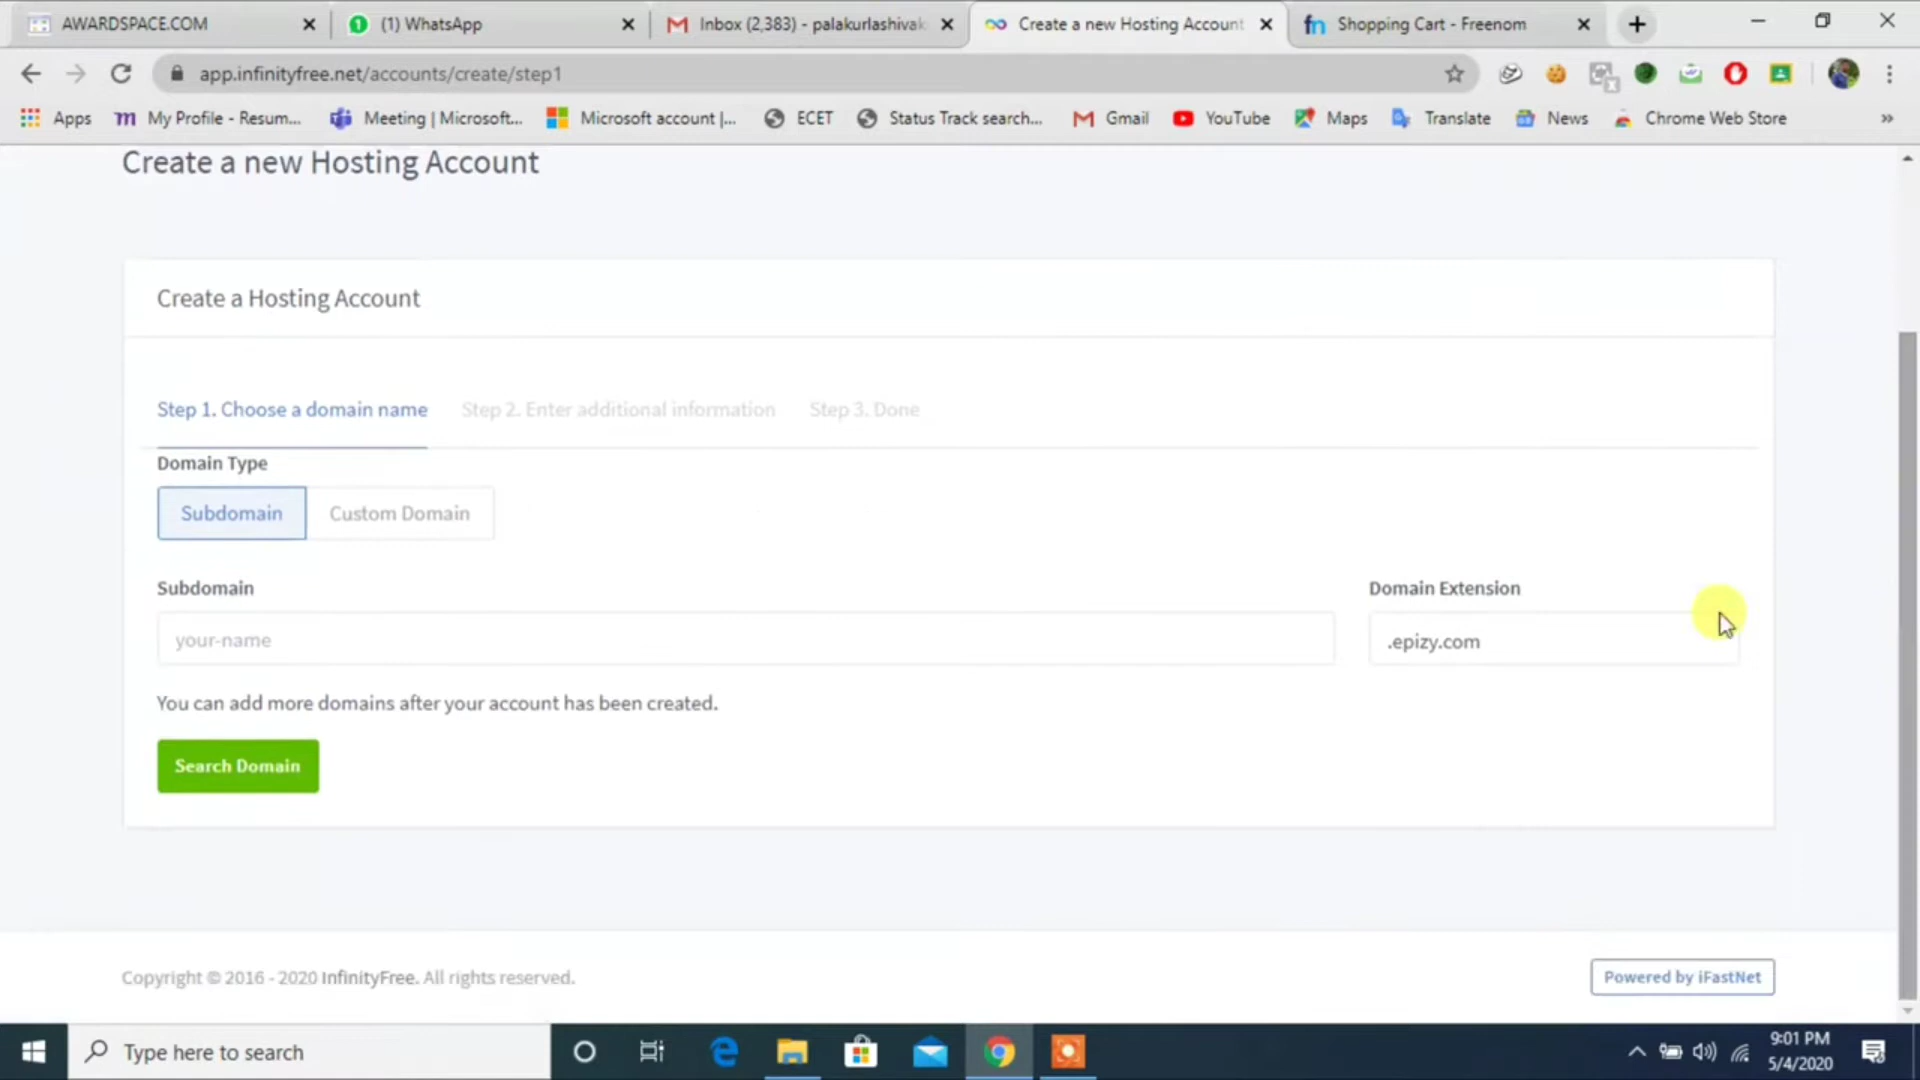 AWARDSPACE.COM
(1) WhatsApp
Inbox (2,383) - palakurlashivak
Create a new Hosting Account
Shopping Cart - Freenom
app.infinityfree.net/accounts/create/step1
Apps
My Profile - Resum...
Meeting | Microsoft...
Microsoft account |...
ECET
Status Track search...
Gmail
YouTube
Maps
Translate
News
Chrome Web Store
»
Create a new Hosting Account
Create a Hosting Account
Step 1. Choose a domain name
Step 2. Enter additional information
Step 3. Done
Domain Type
Subdomain
Custom Domain
Subdomain
Domain Extension
your-name
.epizy.com
You can add more domains after your account has been created.
Search Domain
Copyright © 2016 - 2020 InfinityFree. All rights reserved.
Powered by iFastNet
Type here to search
9:01 PM
5/4/2020